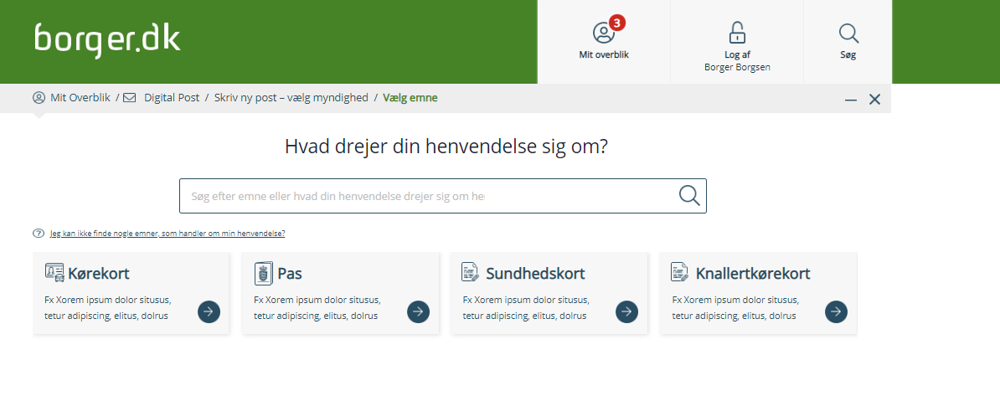 borger.dk
3
Mit overblik
Log af
Borger Borgsen
Søg
Mit Overblik / Digital Post / Skriv ny post – vælg myndighed / Vælg emne
Hvad drejer din henvendelse sig om?
Søg efter emne eller hvad din henvendelse drejer sig om he
? Jeg kan ikke finde nogle emner, som handler om min henvendelse?
Kørekort
Fx Xorem ipsum dolor situsus,
tetur adipiscing, elitus, dolrus
Pas
Fx Xorem ipsum dolor situsus,
tetur adipiscing, elitus, dolrus
Sundhedskort
Fx Xorem ipsum dolor situsus,
tetur adipiscing, elitus, dolrus
Knallertkørekort
Fx Xorem ipsum dolor situsus,
tetur adipiscing, elitus, dolrus